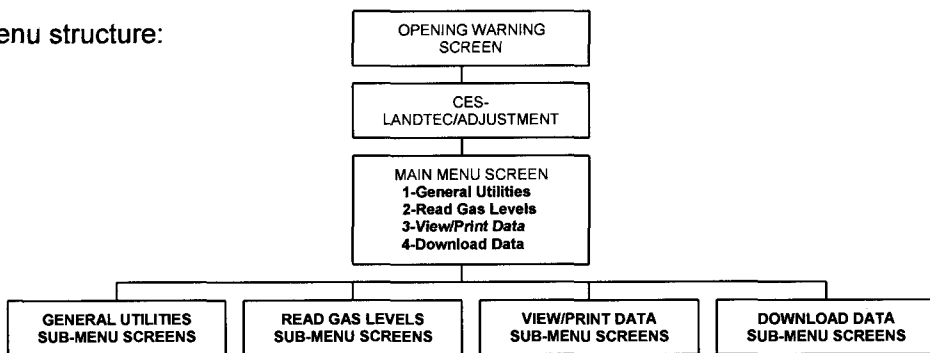 enu structure:
OPENING WARNING
SCREEN
CES-
LANDTEC/ADJUSTMENT
MAIN MENU SCREEN
1-General Utilities
2-Read Gas Levels
3-View/Print Data
4-Download Data
GENERAL UTILITIES
SUB-MENU SCREENS
READ GAS LEVELS
SUB-MENU SCREENS
VIEW/PRINT DATA
SUB-MENU SCREENS
DOWNLOAD DATA
SUB-MENU SCREENS